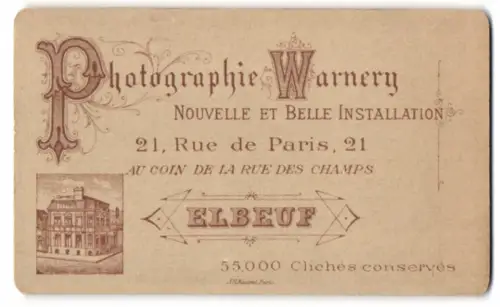 Photographie Warnery
NOUVELLE ET BELLE INSTALLATION
21, Rue de Paris, 21
AU COIN DE LA RUE DES CHAMPS
ELBEUF
55,000 Clichés conservés